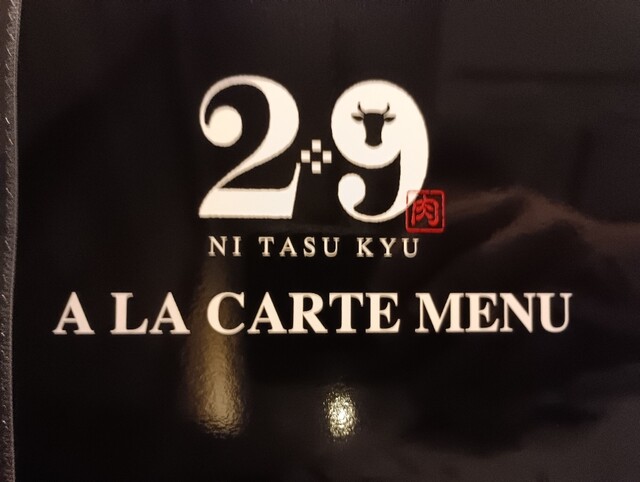 2+9
肉
NI TASU KYU
A LA CARTE MENU